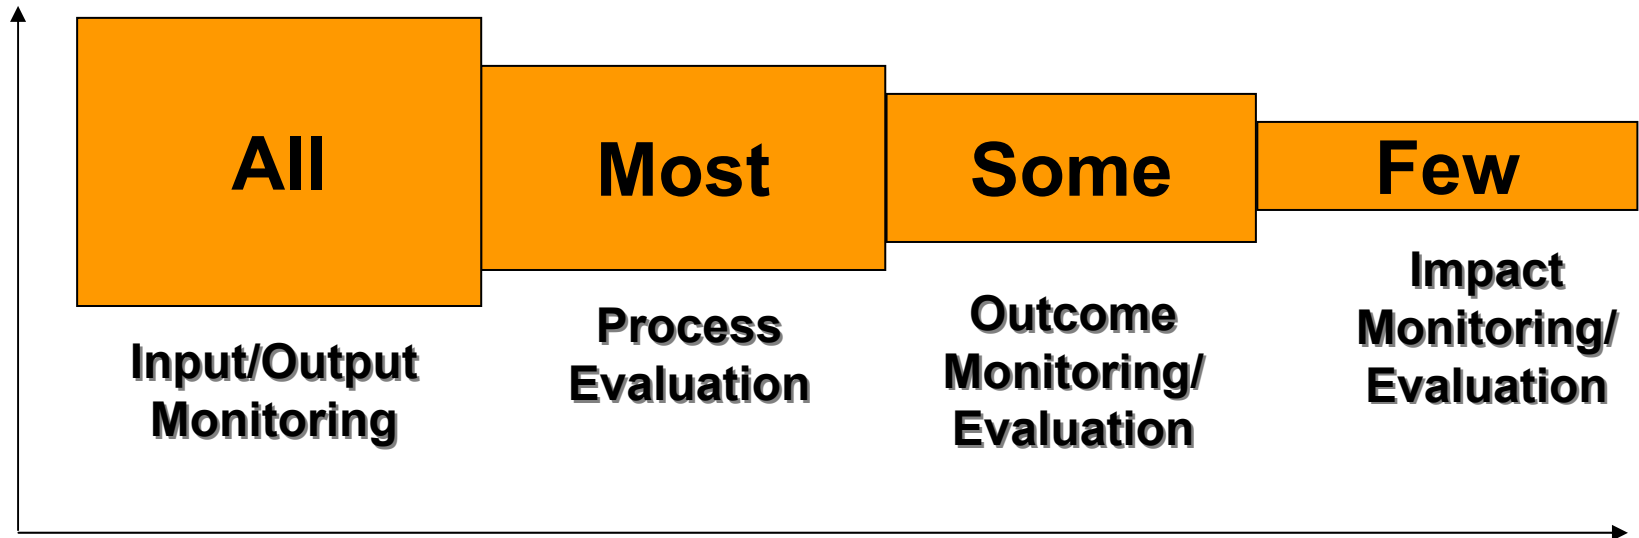 All
Most
Some
Few
Input/Output
Monitoring
Process
Evaluation
Outcome
Monitoring/
Evaluation
Impact
Monitoring/
Evaluation